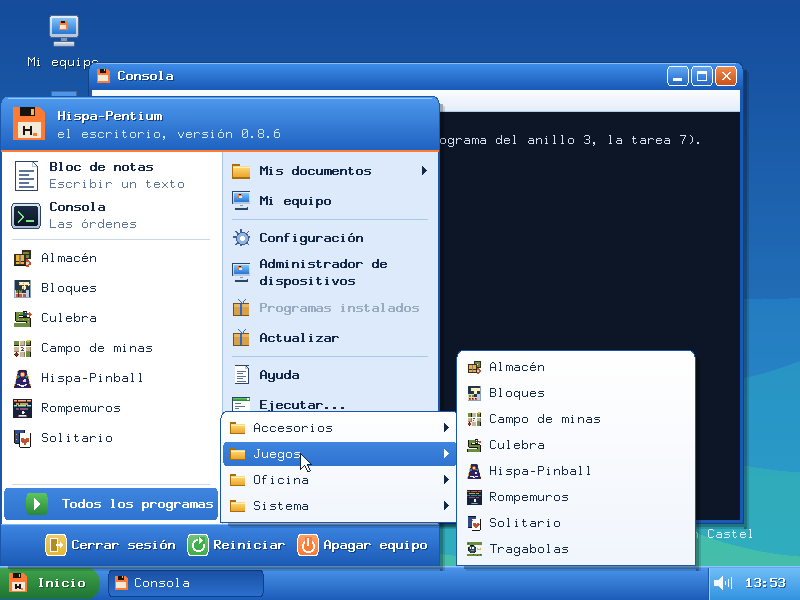 Mi equipo
Consola
Hispa-Pentium
el escritorio, versión 0.8.6
ograma del anillo 3, la tarea 7).
Bloc de notas
Escribir un texto
Consola
Las órdenes
Almacén
Bloques
Culebra
Campo de minas
Hispa-Pinball
Rompemuros
Solitario
Todos los programas
Mis documentos
Mi equipo
Configuración
Administrador de
dispositivos
Programas instalados
Actualizar
Ayuda
Ejecutar...
Accesorios
Juegos
Oficina
Sistema
Almacén
Bloques
Campo de minas
Culebra
Hispa-Pinball
Rompemuros
Solitario
Tragabolas
Castel
Cerrar sesión
Reiniciar
Apagar equipo
Inicio
Consola
13:53